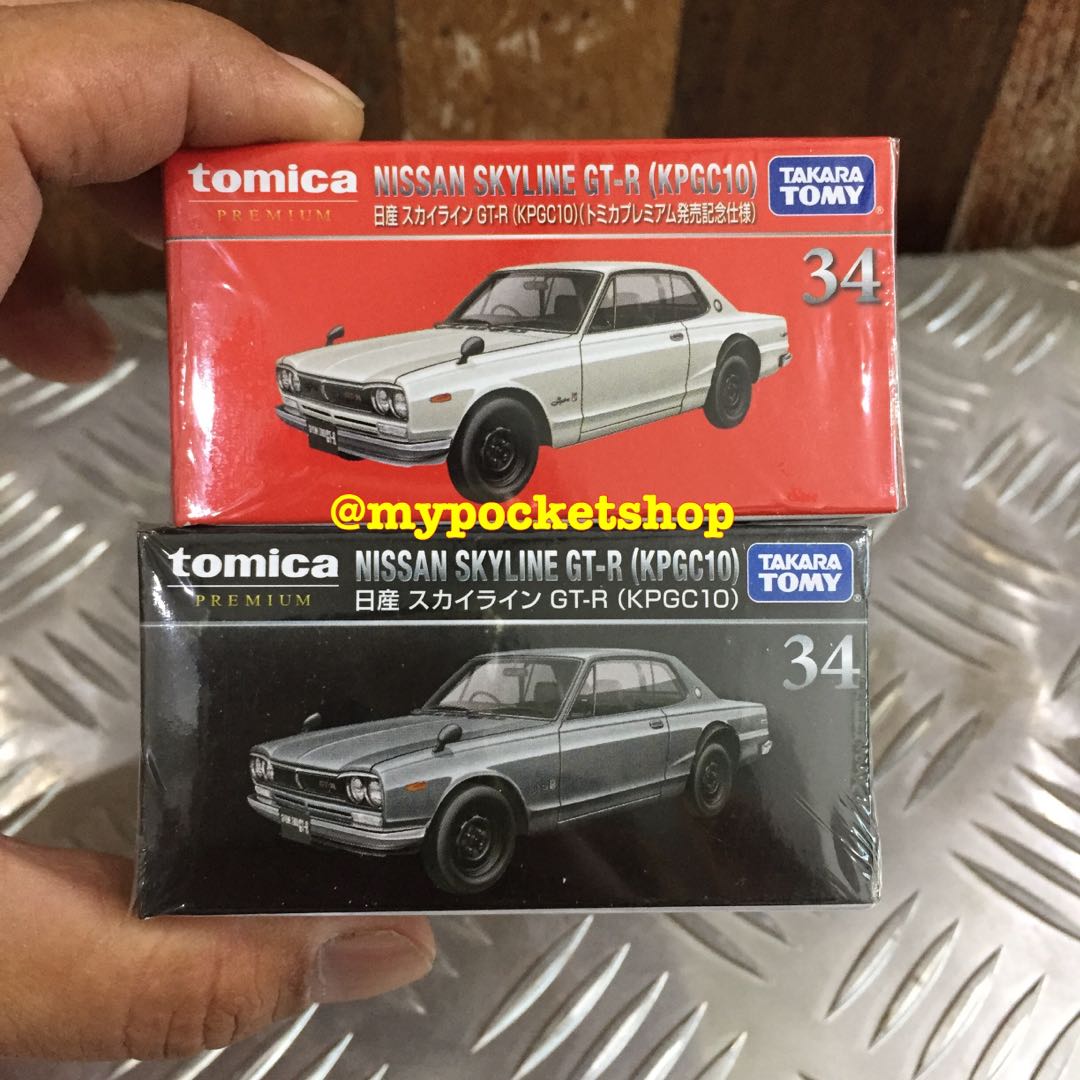 tomica
PREMIUM
NISSAN SKYLINE GT-R (KPGC10)
日産 スカイライン GT-R (KPGC10)(トミカプレミアム発売記念仕様)
TAKARA TOMY
34
@mypocketshop
tomica
PREMIUM
NISSAN SKYLINE GT-R (KPGC10)
日産 スカイライン GT-R (KPGC10)
TAKARA TOMY
34